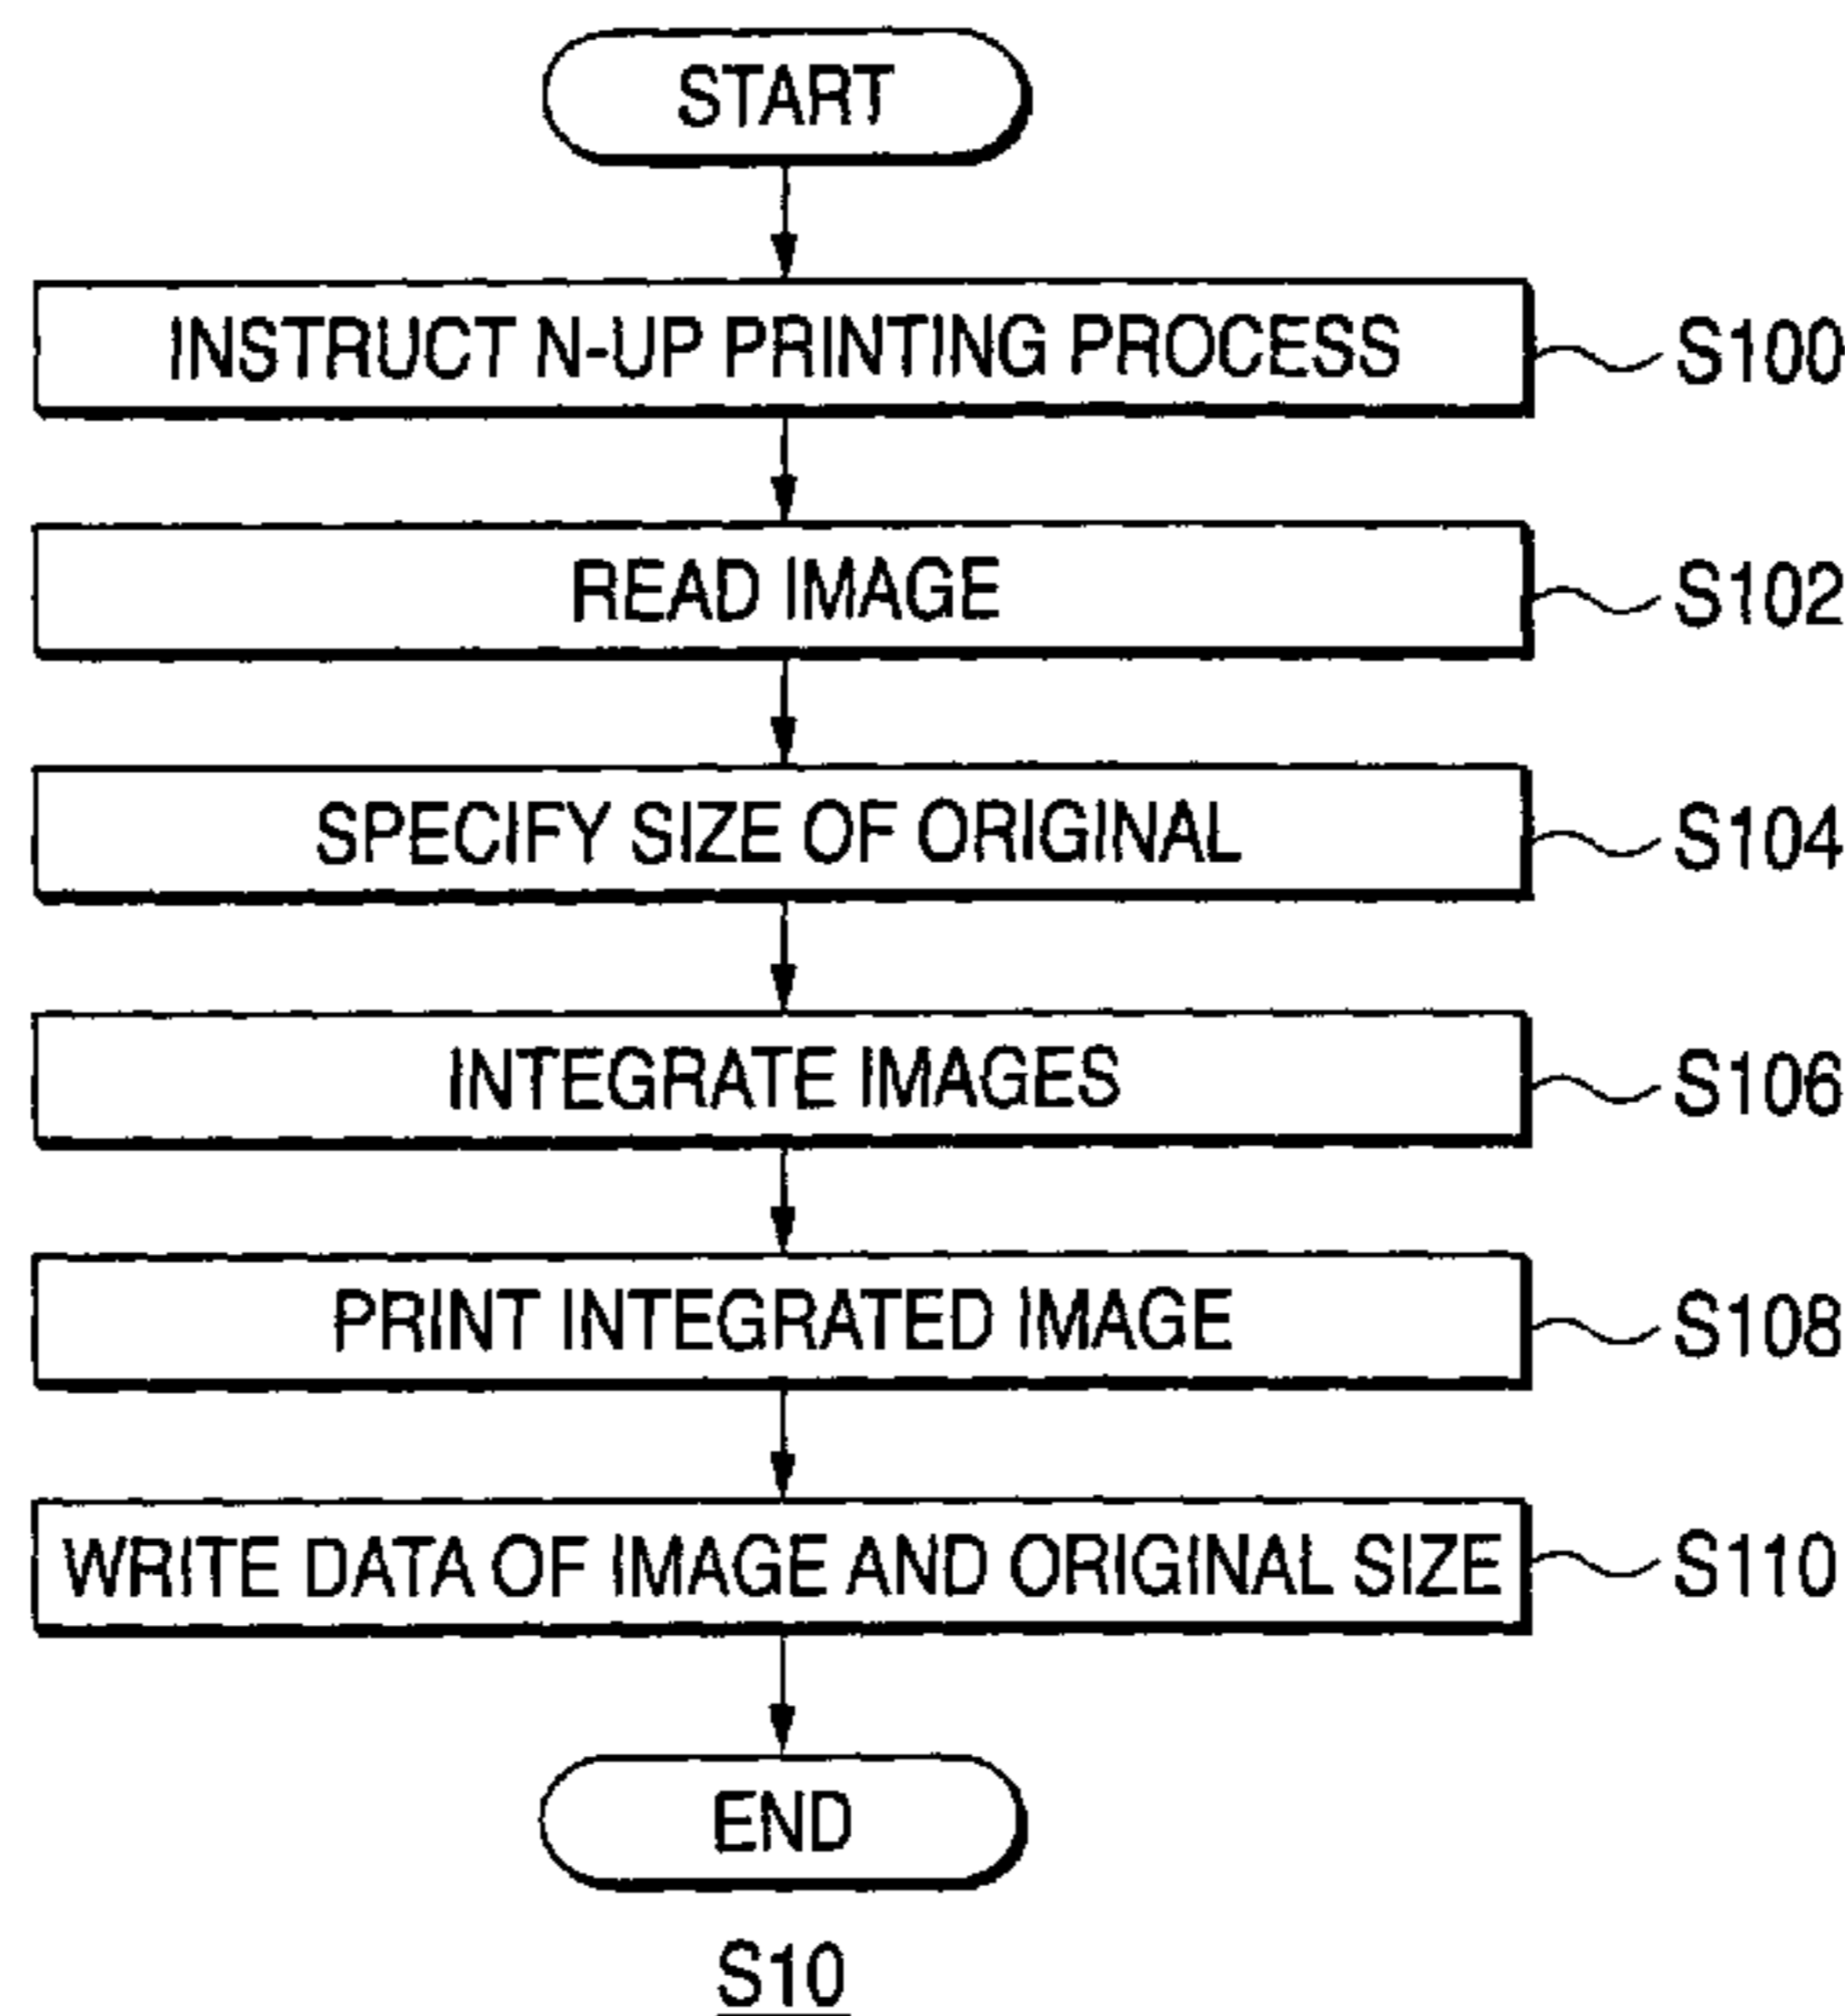 START
INSTRUCT N-UP PRINTING PROCESS S100
READ IMAGE S102
SPECIFY SIZE OF ORIGINAL S104
INTEGRATE IMAGES S106
PRINT INTEGRATED IMAGE S108
WRITE DATA OF IMAGE AND ORIGINAL SIZE S110
END
S10